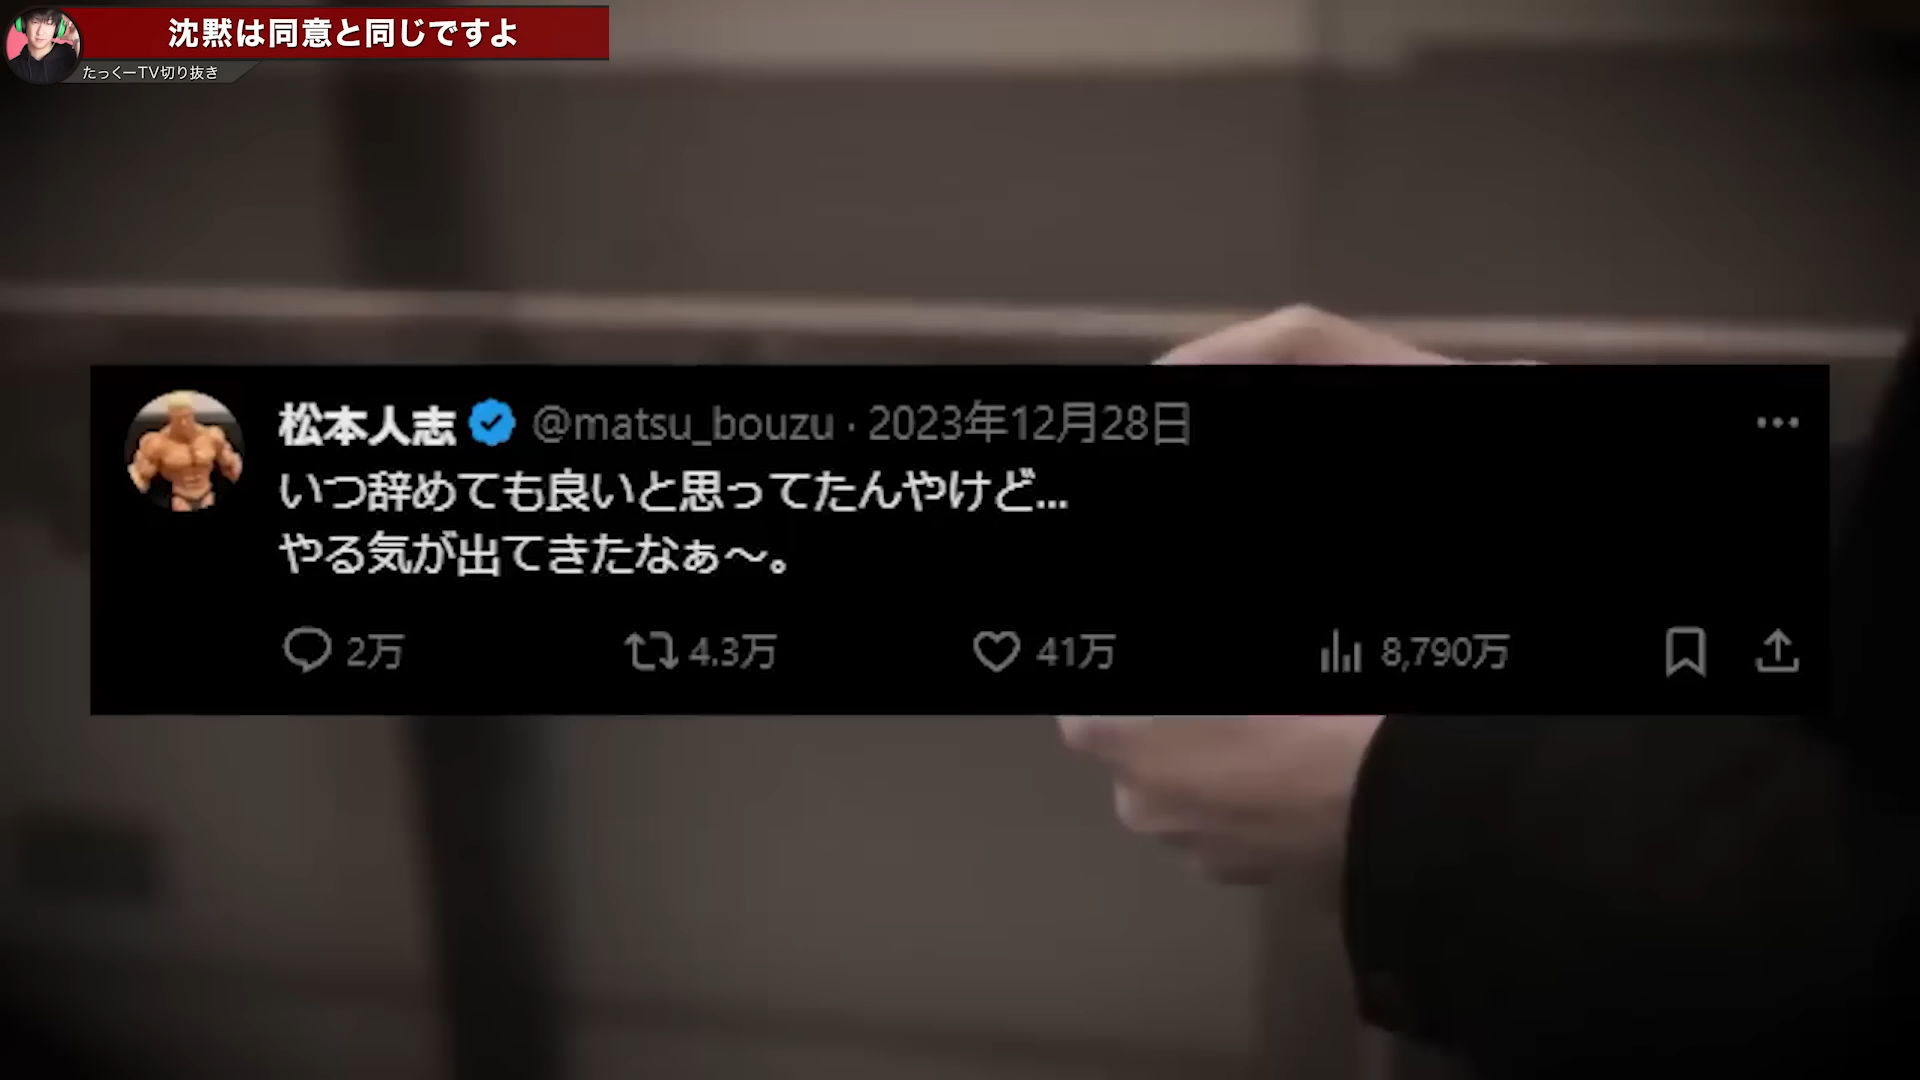 沈黙は同意と同じですよ
たっくーTV切り抜き
松本人志 @matsu_bouzu · 2023年12月28日
いつ辞めても良いと思ってたんやけど...
やる気が出てきたなぁ〜。
2万 4.3万 41万 8,790万